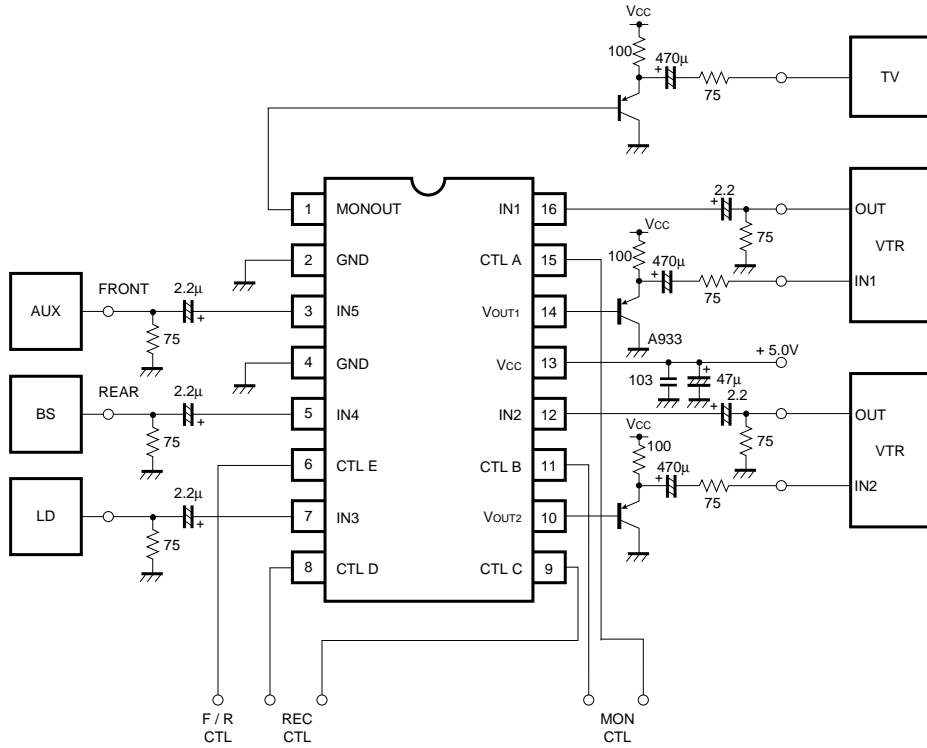 Vcc
100
470μ
+
75
TV
1
MONOUT
IN1
16
2.2
+
75
OUT
VTR
IN1
Vcc
100
470μ
+
75
2
GND
CTL A
15
AUX
FRONT
2.2μ
+
75
3
IN5
VOUT1
14
A933
4
GND
Vcc
13
+ 5.0V
103
+
47μ
BS
REAR
2.2μ
+
75
5
IN4
IN2
12
2.2
+
75
OUT
VTR
IN2
Vcc
100
470μ
+
75
6
CTL E
CTL B
11
LD
2.2μ
+
75
7
IN3
VOUT2
10
8
CTL D
CTL C
9
F / R
CTL
REC
CTL
MON
CTL